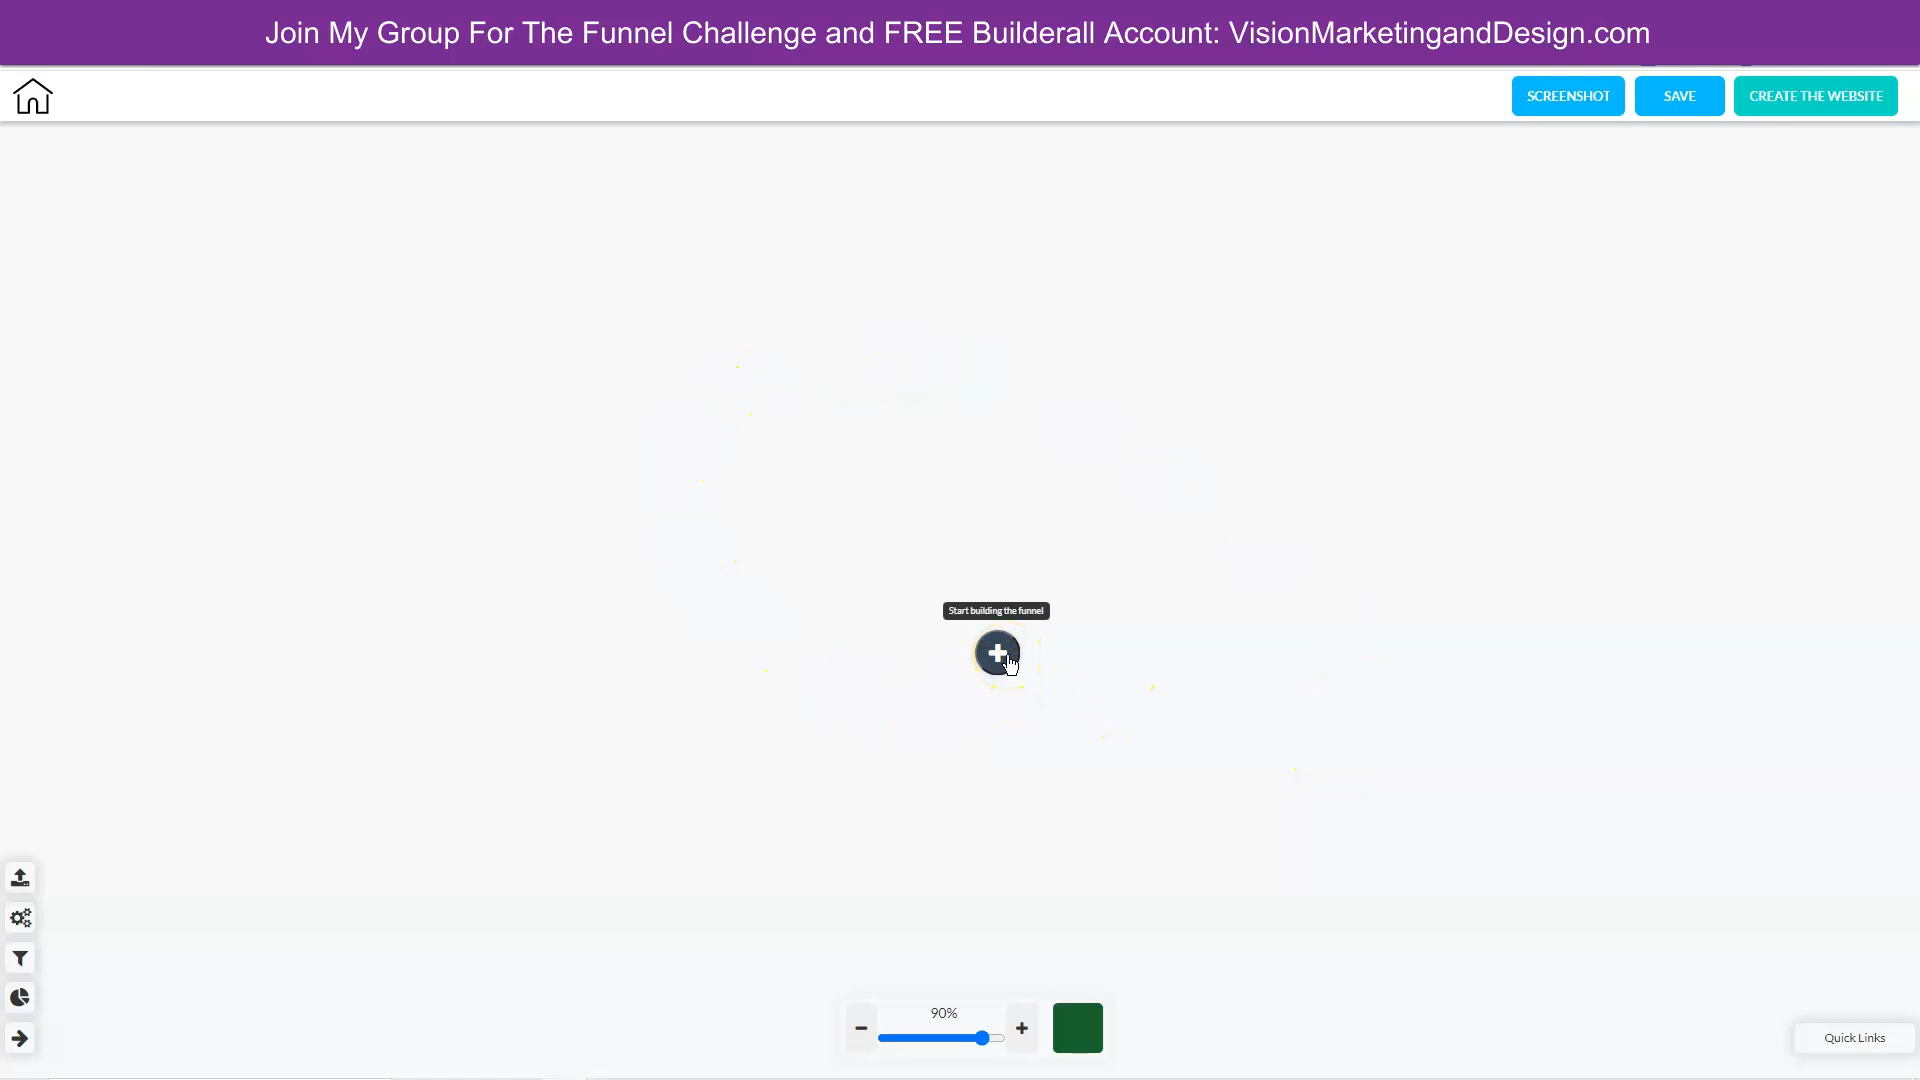 Join My Group For The Funnel Challenge and FREE Builderall Account: VisionMarketingandDesign.com
SCREENSHOT
SAVE
CREATE THE WEBSITE
Start building the funnel
90%
Quick Links